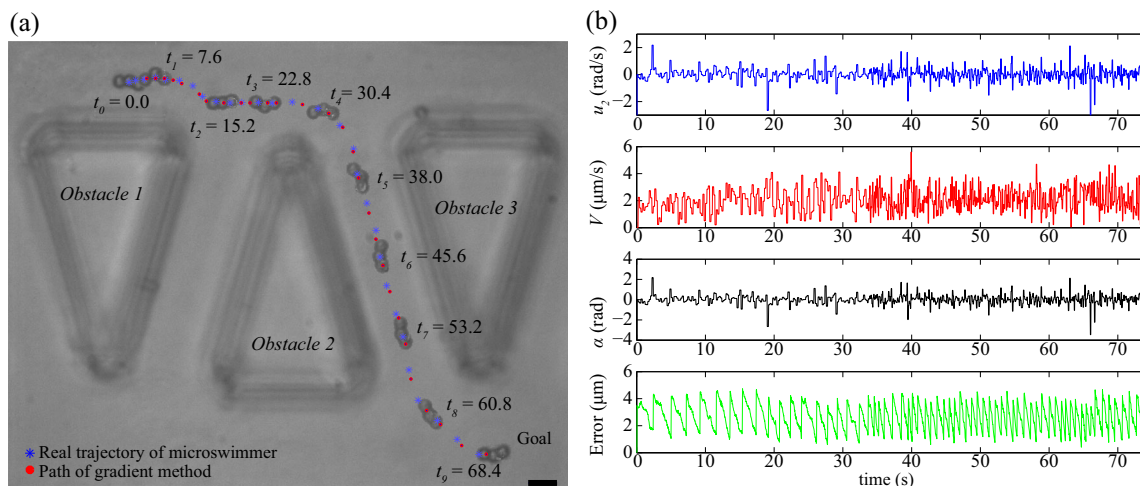 (a)
t₁ = 7.6
t₃ = 22.8
t₄ = 30.4
t₀ = 0.0
t₂ = 15.2
t₅ = 38.0
Obstacle 1
Obstacle 3
t₆ = 45.6
t₇ = 53.2
Obstacle 2
t₈ = 60.8
Goal
Real trajectory of microswimmer
Path of gradient method
t₉ = 68.4
(b)
u₂ (rad/s)
2
0
−2
0 10 20 30 40 50 60 70
V (μm/s)
6
4
2
0
0 10 20 30 40 50 60 70
α (rad)
4
2
0
−2
−4
0 10 20 30 40 50 60 70
Error (μm)
6
4
2
0
0 10 20 30 40 50 60 70
time (s)